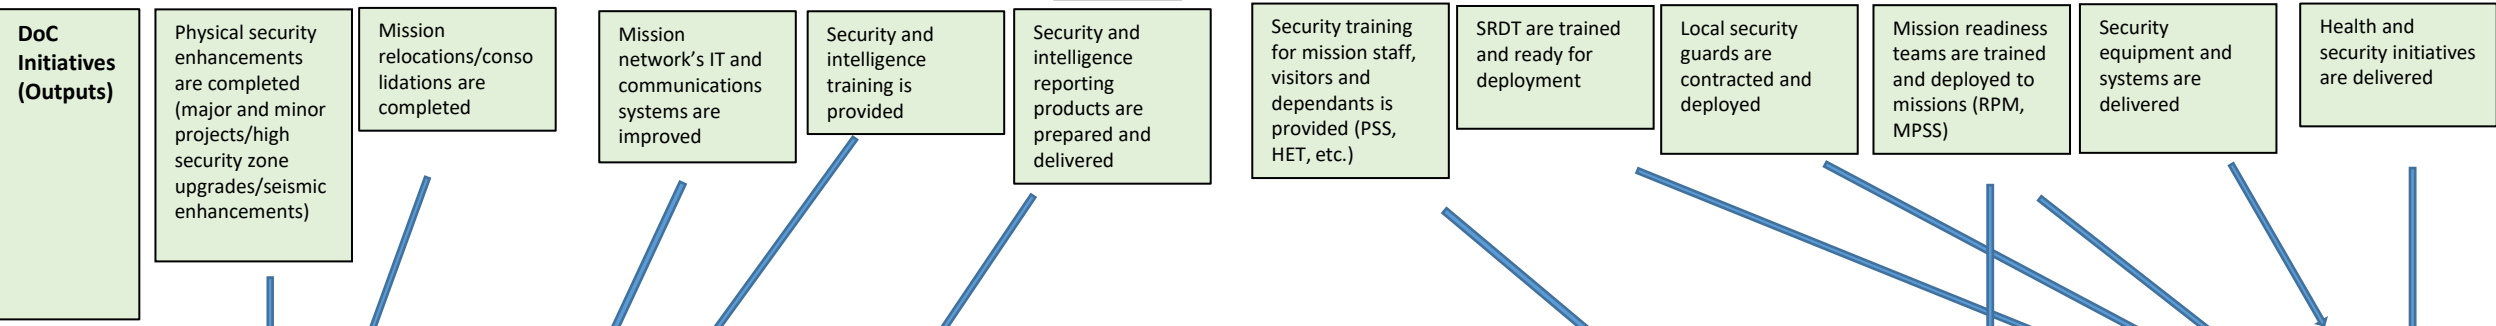 DoC
Initiatives
(Outputs)
Physical security
enhancements
are completed
(major and minor
projects/high
security zone
upgrades/seismic
enhancements)
Mission
relocations/conso
lidations are
completed
Mission
network’s IT and
communications
systems are
improved
Security and
intelligence
training is
provided
Security and
intelligence
reporting
products are
prepared and
delivered
Security training
for mission staff,
visitors and
dependants is
provided (PSS,
HET, etc.)
SRDT are trained
and ready for
deployment
Local security
guards are
contracted and
deployed
Mission readiness
teams are trained
and deployed to
missions (RPM,
MPSS)
Security
equipment and
systems are
delivered
Health and
security initiatives
are delivered